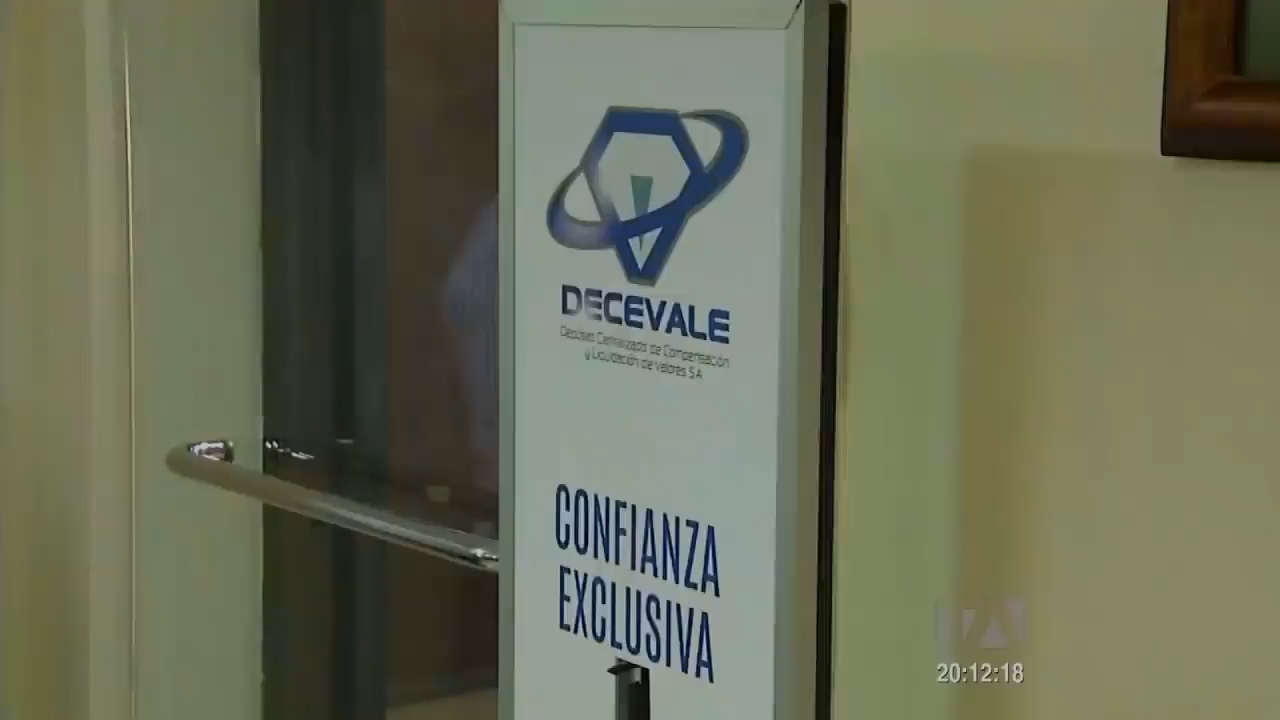 DECEVALE
Depósito Centralizado de Compensación
y Liquidación de Valores S.A.
CONFIANZA
EXCLUSIVA
20:12:18